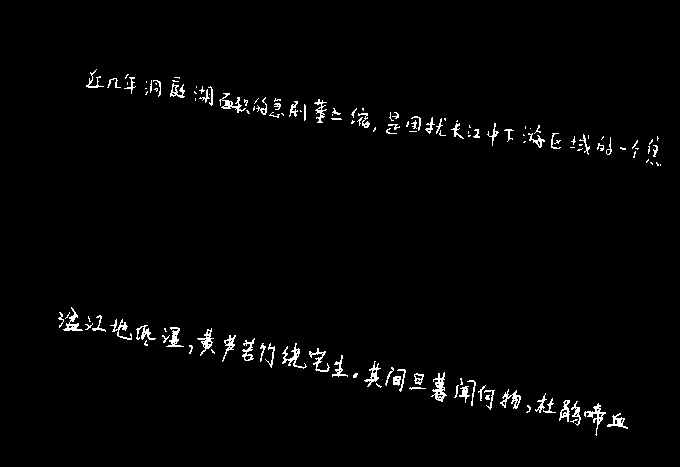 近几年洞庭湖面积的急剧萎缩，是困扰长江中下游区域的一个焦
湓江地低湿，黄芦苦竹绕宅生。其间旦暮闻何物，杜鹃啼血